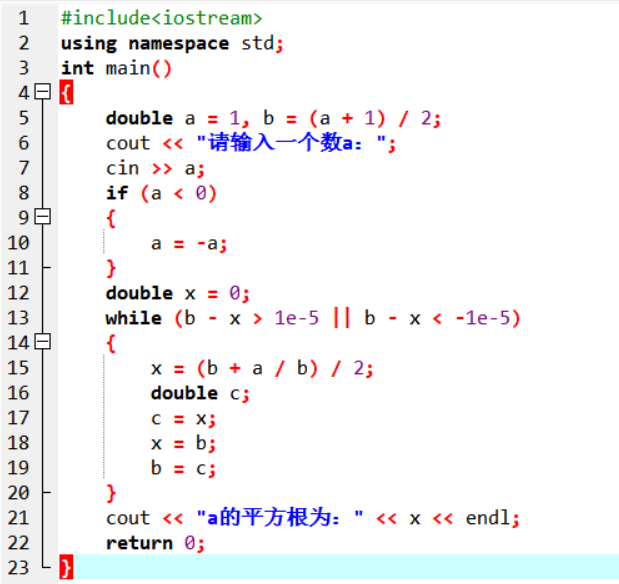 1 #include<iostream>
2 using namespace std;
3 int main()
4 {
5 double a = 1, b = (a + 1) / 2;
6 cout << "请输入一个数a: ";
7 cin >> a;
8 if (a < 0)
9 {
10 a = -a;
11 }
12 double x = 0;
13 while (b - x > 1e-5 || b - x < -1e-5)
14 {
15 x = (b + a / b) / 2;
16 double c;
17 c = x;
18 x = b;
19 b = c;
20 }
21 cout << "a的平方根为: " << x << endl;
22 return 0;
23 }